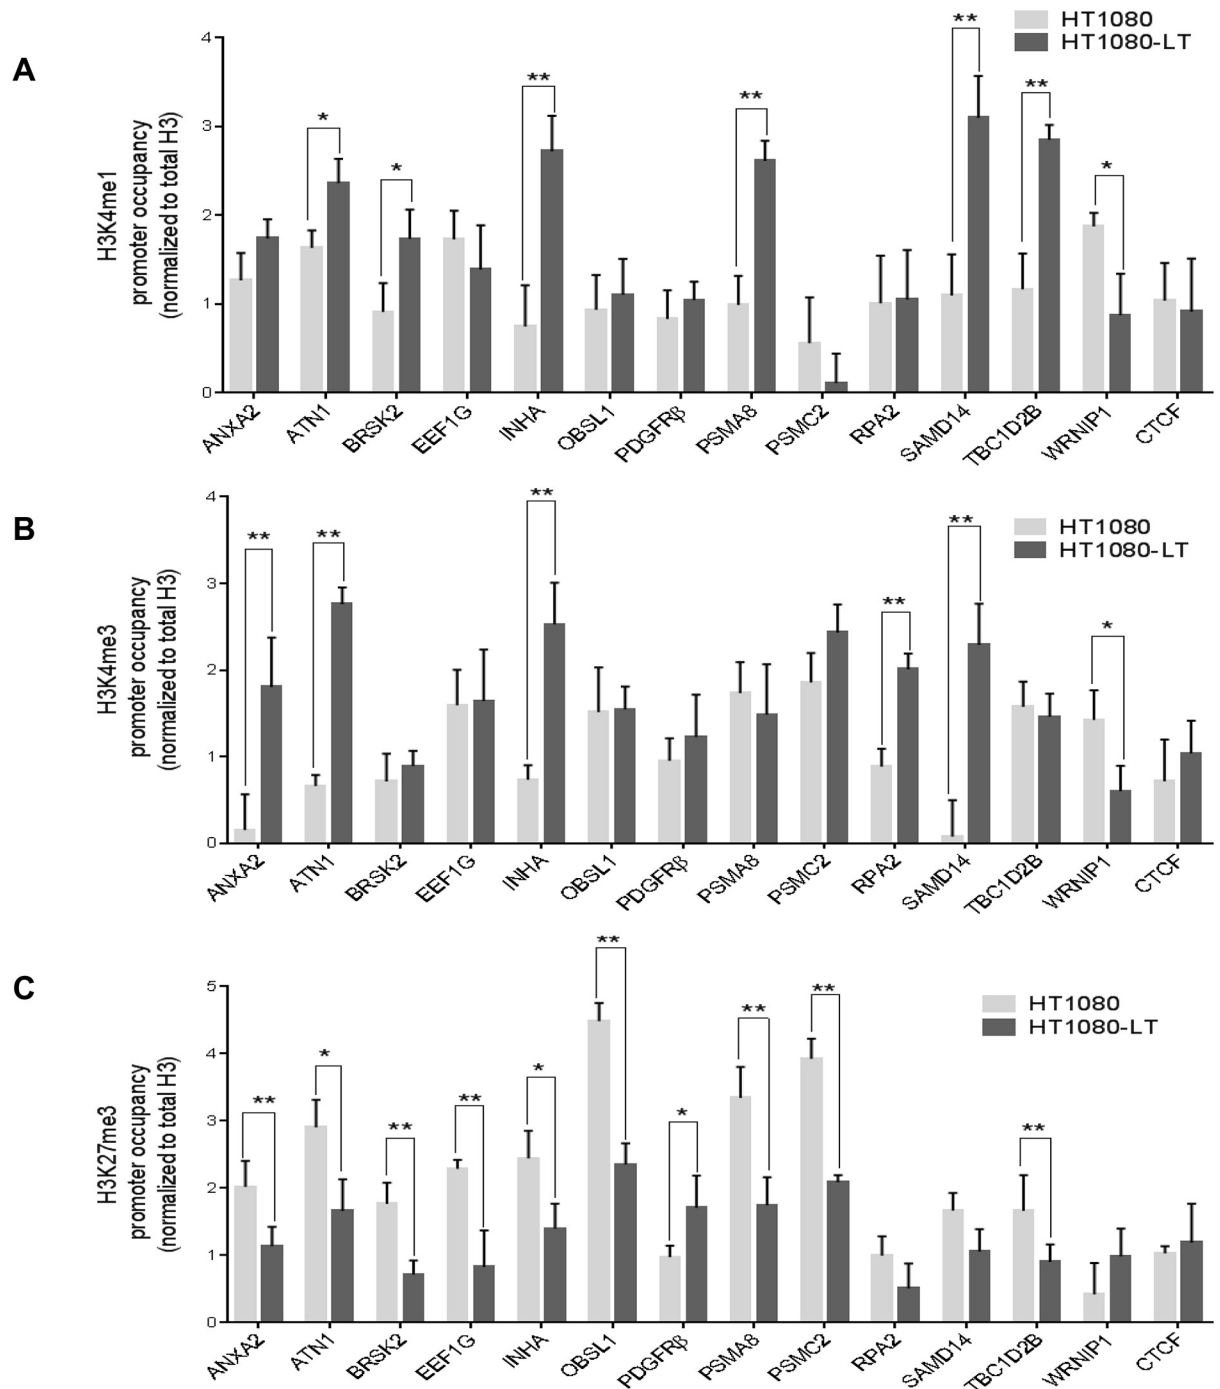 A
HT1080
HT1080-LT
H3K4me1
promoter occupancy
(normalized to total H3)
4
3
2
1
0
* * ** ** ** ** *
ANXA2 ATN1 BRSK2 EEF1G INHA OBSL1 PDGFRβ PSMA8 PSMC2 RPA2 SAMD14 TBC1D2B WRNIP1 CTCF
B
HT1080
HT1080-LT
H3K4me3
promoter occupancy
(normalized to total H3)
4
3
2
1
0
** ** ** ** ** *
ANXA2 ATN1 BRSK2 EEF1G INHA OBSL1 PDGFRβ PSMA8 PSMC2 RPA2 SAMD14 TBC1D2B WRNIP1 CTCF
C
HT1080
HT1080-LT
H3K27me3
promoter occupancy
(normalized to total H3)
5
4
3
2
1
0
** * ** ** * ** * ** ** **
ANXA2 ATN1 BRSK2 EEF1G INHA OBSL1 PDGFRβ PSMA8 PSMC2 RPA2 SAMD14 TBC1D2B WRNIP1 CTCF